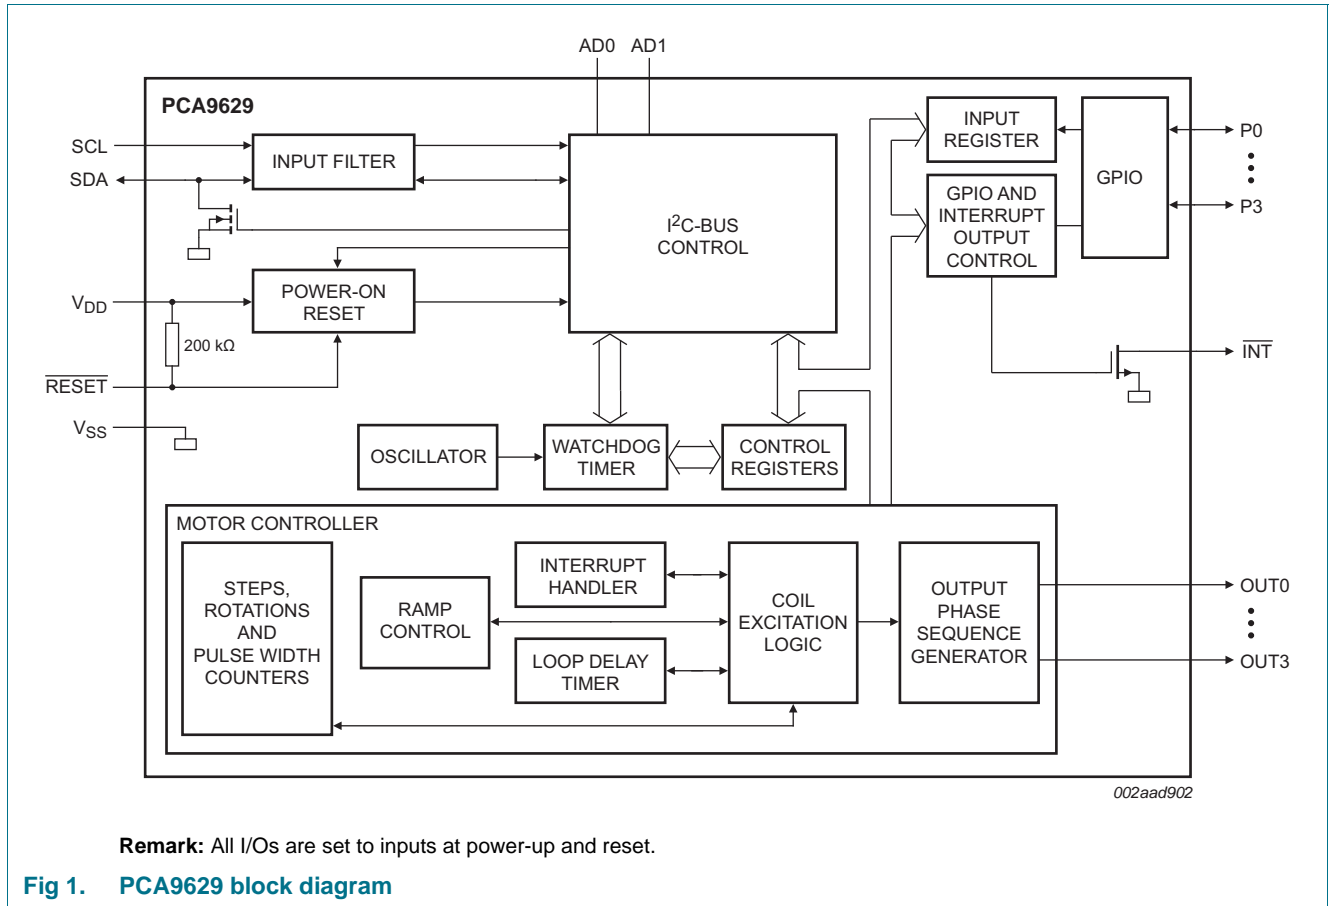 AD0 AD1
PCA9629
SCL
SDA
INPUT FILTER
I2C-BUS
CONTROL
INPUT
REGISTER
GPIO
P0
P3
GPIO AND
INTERRUPT
OUTPUT
CONTROL
VDD
POWER-ON
RESET
200 kΩ
RESET
VSS
INT
OSCILLATOR
WATCHDOG
TIMER
CONTROL
REGISTERS
MOTOR CONTROLLER
STEPS,
ROTATIONS
AND
PULSE WIDTH
COUNTERS
RAMP
CONTROL
INTERRUPT
HANDLER
LOOP DELAY
TIMER
COIL
EXCITATION
LOGIC
OUTPUT
PHASE
SEQUENCE
GENERATOR
OUT0
OUT3
002aad902
Remark: All I/Os are set to inputs at power-up and reset.
Fig 1. PCA9629 block diagram